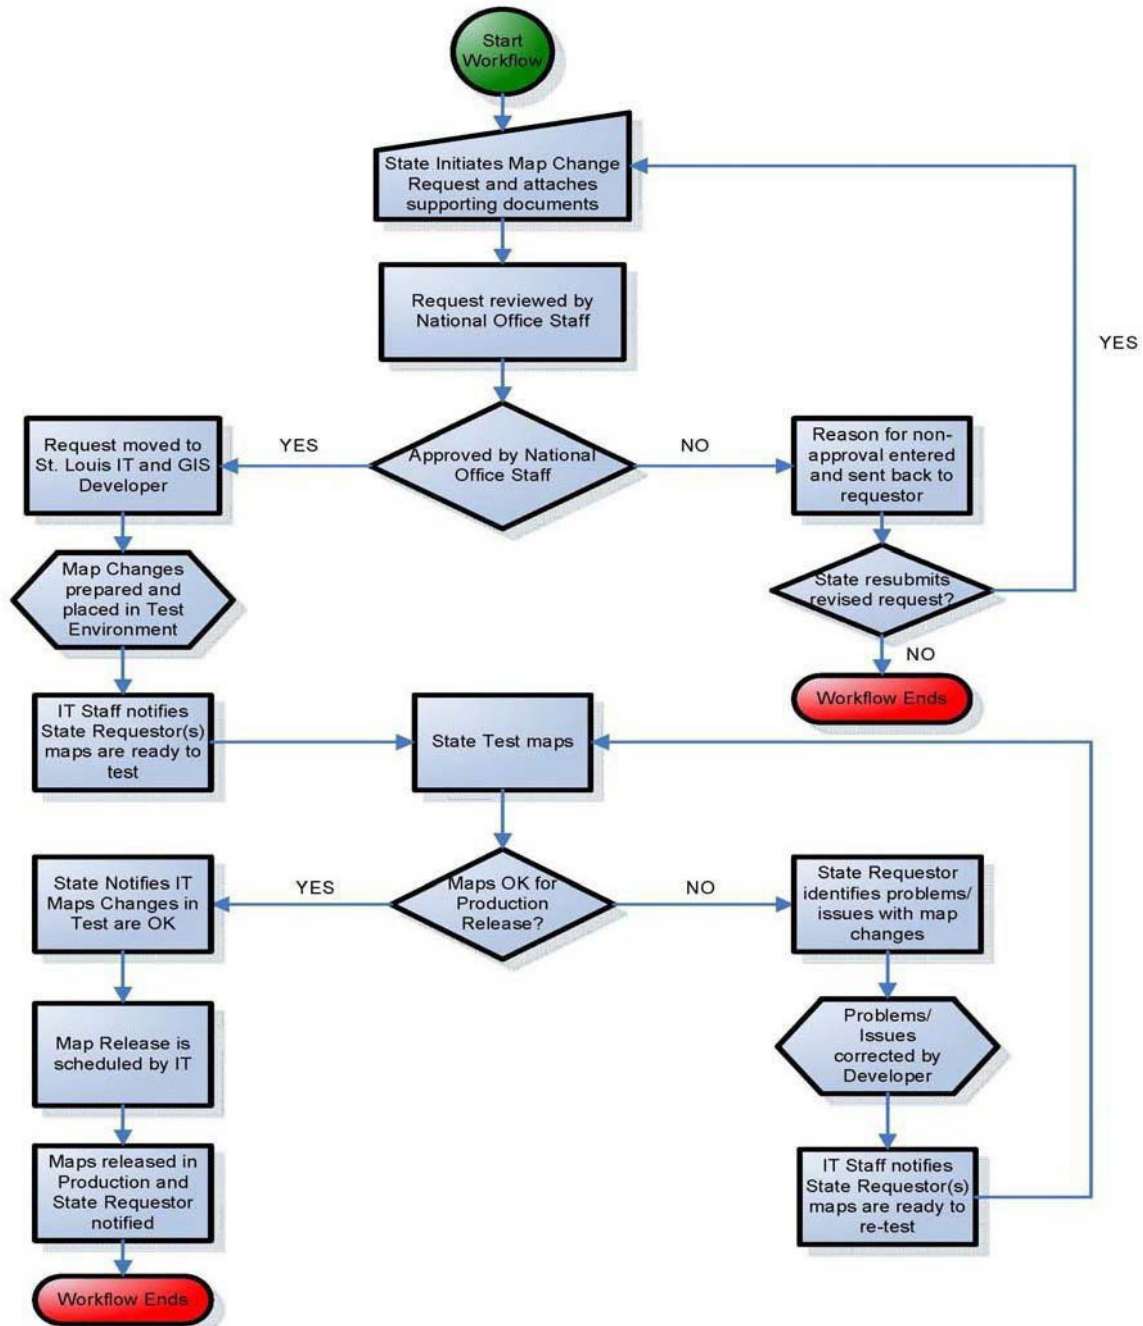 Start
Workflow
State Initiates Map Change
Request and attaches
supporting documents
Request reviewed by
National Office Staff
YES
Request moved to
St. Louis IT and GIS
Developer
YES
Approved by National
Office Staff
NO
Reason for non-
approval entered
and sent back to
requestor
Map Changes
prepared and
placed in Test
Environment
State resubmits
revised request?
NO
Workflow Ends
IT Staff notifies
State Requestor(s)
maps are ready to
test
State Test maps
State Notifies IT
Maps Changes in
Test are OK
YES
Maps OK for
Production
Release?
NO
State Requestor
identifies problems/
issues with map
changes
Map Release is
scheduled by IT
Problems/
Issues
corrected by
Developer
Maps released in
Production and
State Requestor
notified
IT Staff notifies
State Requestor(s)
maps are ready to
re-test
Workflow Ends